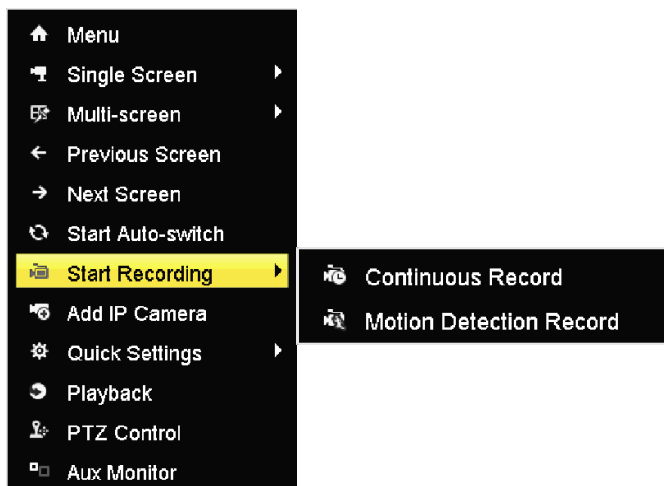 Menu
Single Screen
Multi-screen
Previous Screen
Next Screen
Start Auto-switch
Start Recording
Continuous Record
Motion Detection Record
Add IP Camera
Quick Settings
Playback
PTZ Control
Aux Monitor